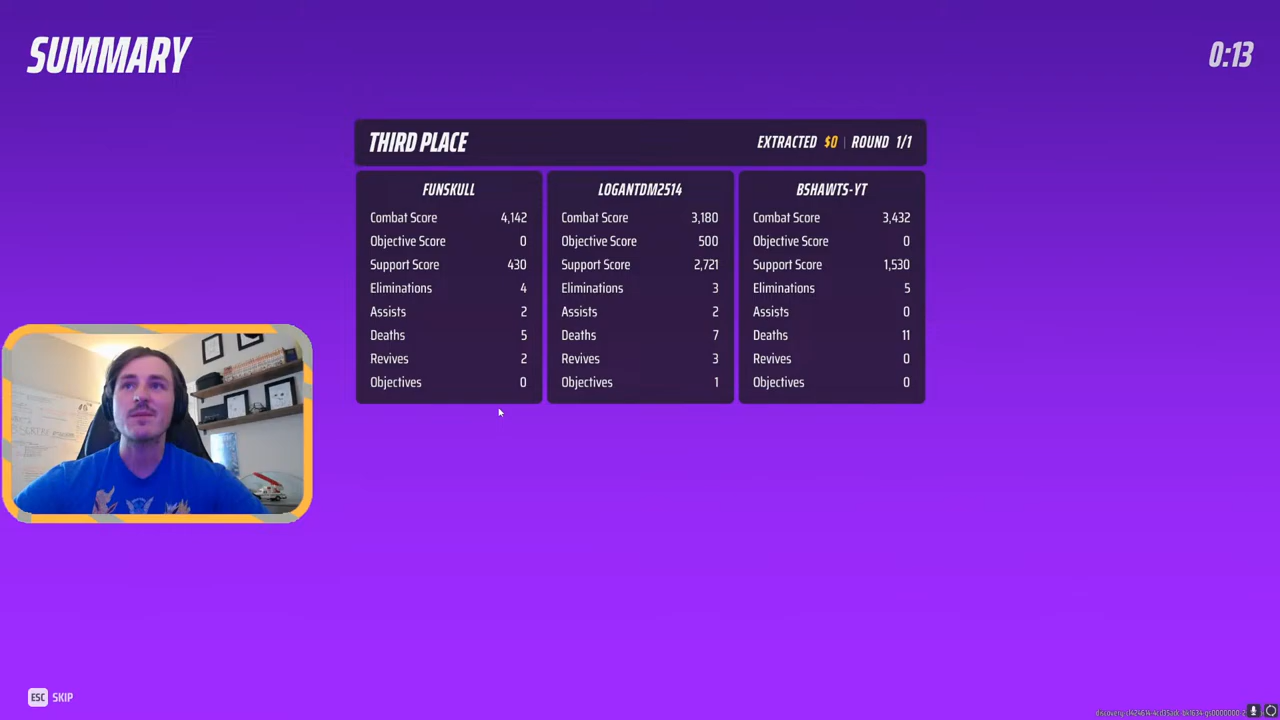 SUMMARY
0:13
THIRD PLACE
EXTRACTED $0 | ROUND 1/1
FUNSKULL
Combat Score 4,142
Objective Score 0
Support Score 430
Eliminations 4
Assists 2
Deaths 5
Revives 2
Objectives 0
LOGANTDM2514
Combat Score 3,180
Objective Score 500
Support Score 2,721
Eliminations 3
Assists 2
Deaths 7
Revives 3
Objectives 1
BSHAWTS-YT
Combat Score 3,432
Objective Score 0
Support Score 1,530
Eliminations 5
Assists 0
Deaths 11
Revives 0
Objectives 0
ESC SKIP